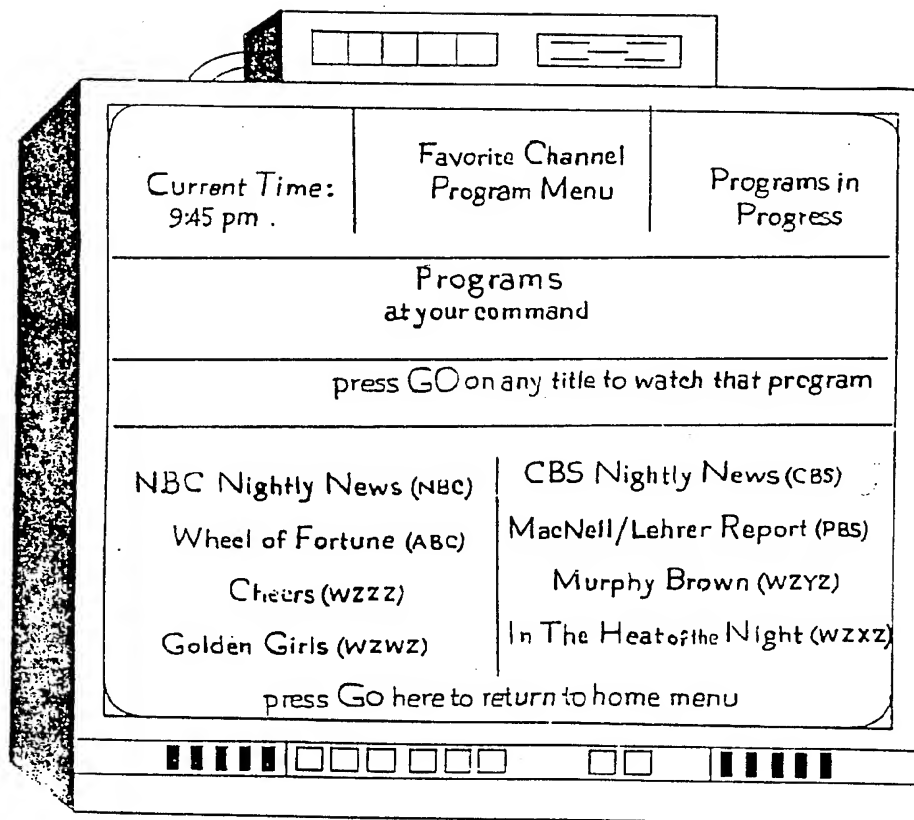 Current Time:
9:45 pm .
Favorite Channel
Program Menu
Programs in
Progress
Programs
at your command
press GO on any title to watch that program
NBC Nightly News (NBC)
Wheel of Fortune (ABC)
Cheers (WZZZ)
Golden Girls (WZWZ)
CBS Nightly News (CBS)
MacNell/Lehrer Report (PBS)
Murphy Brown (WZYZ)
In The Heat of the Night (WZXZ)
press Go here to return to home menu